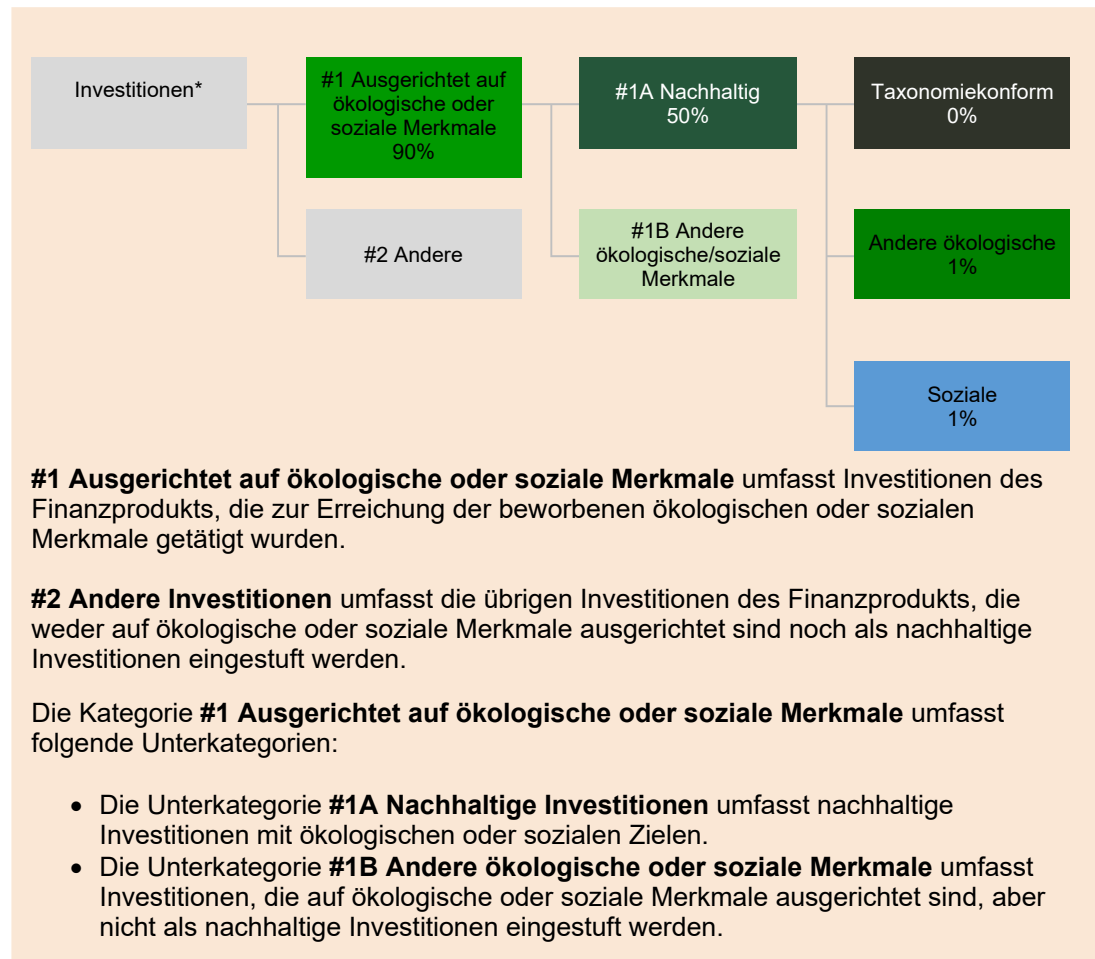 Investitionen*
#1 Ausgerichtet auf
ökologische oder
soziale Merkmale
90%
#1A Nachhaltig
50%
Taxonomiekonform
0%
#2 Andere
#1B Andere
ökologische/soziale
Merkmale
Andere ökologische
1%
Soziale
1%
#1 Ausgerichtet auf ökologische oder soziale Merkmale umfasst Investitionen des
Finanzprodukts, die zur Erreichung der beworbenen ökologischen oder sozialen
Merkmale getätigt wurden.
#2 Andere Investitionen umfasst die übrigen Investitionen des Finanzprodukts, die
weder auf ökologische oder soziale Merkmale ausgerichtet sind noch als nachhaltige
Investitionen eingestuft werden.
Die Kategorie #1 Ausgerichtet auf ökologische oder soziale Merkmale umfasst
folgende Unterkategorien:
• Die Unterkategorie #1A Nachhaltige Investitionen umfasst nachhaltige
Investitionen mit ökologischen oder sozialen Zielen.
• Die Unterkategorie #1B Andere ökologische oder soziale Merkmale umfasst
Investitionen, die auf ökologische oder soziale Merkmale ausgerichtet sind, aber
nicht als nachhaltige Investitionen eingestuft werden.